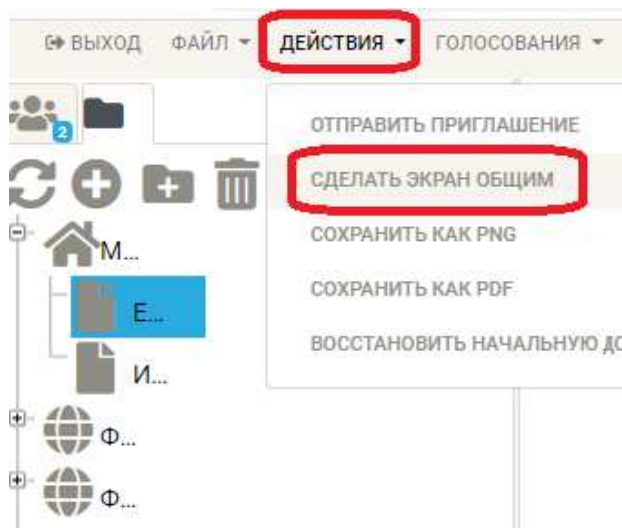 ВЫХОД ФАЙЛ ДЕЙСТВИЯ ГОЛОСОВАНИЯ
2
ОТПРАВИТЬ ПРИГЛАШЕНИЕ
СДЕЛАТЬ ЭКРАН ОБЩИМ
СОХРАНИТЬ КАК PNG
СОХРАНИТЬ КАК PDF
ВОССТАНОВИТЬ НАЧАЛЬНУЮ ДО
М...
Е...
И...
Ф...
Ф...